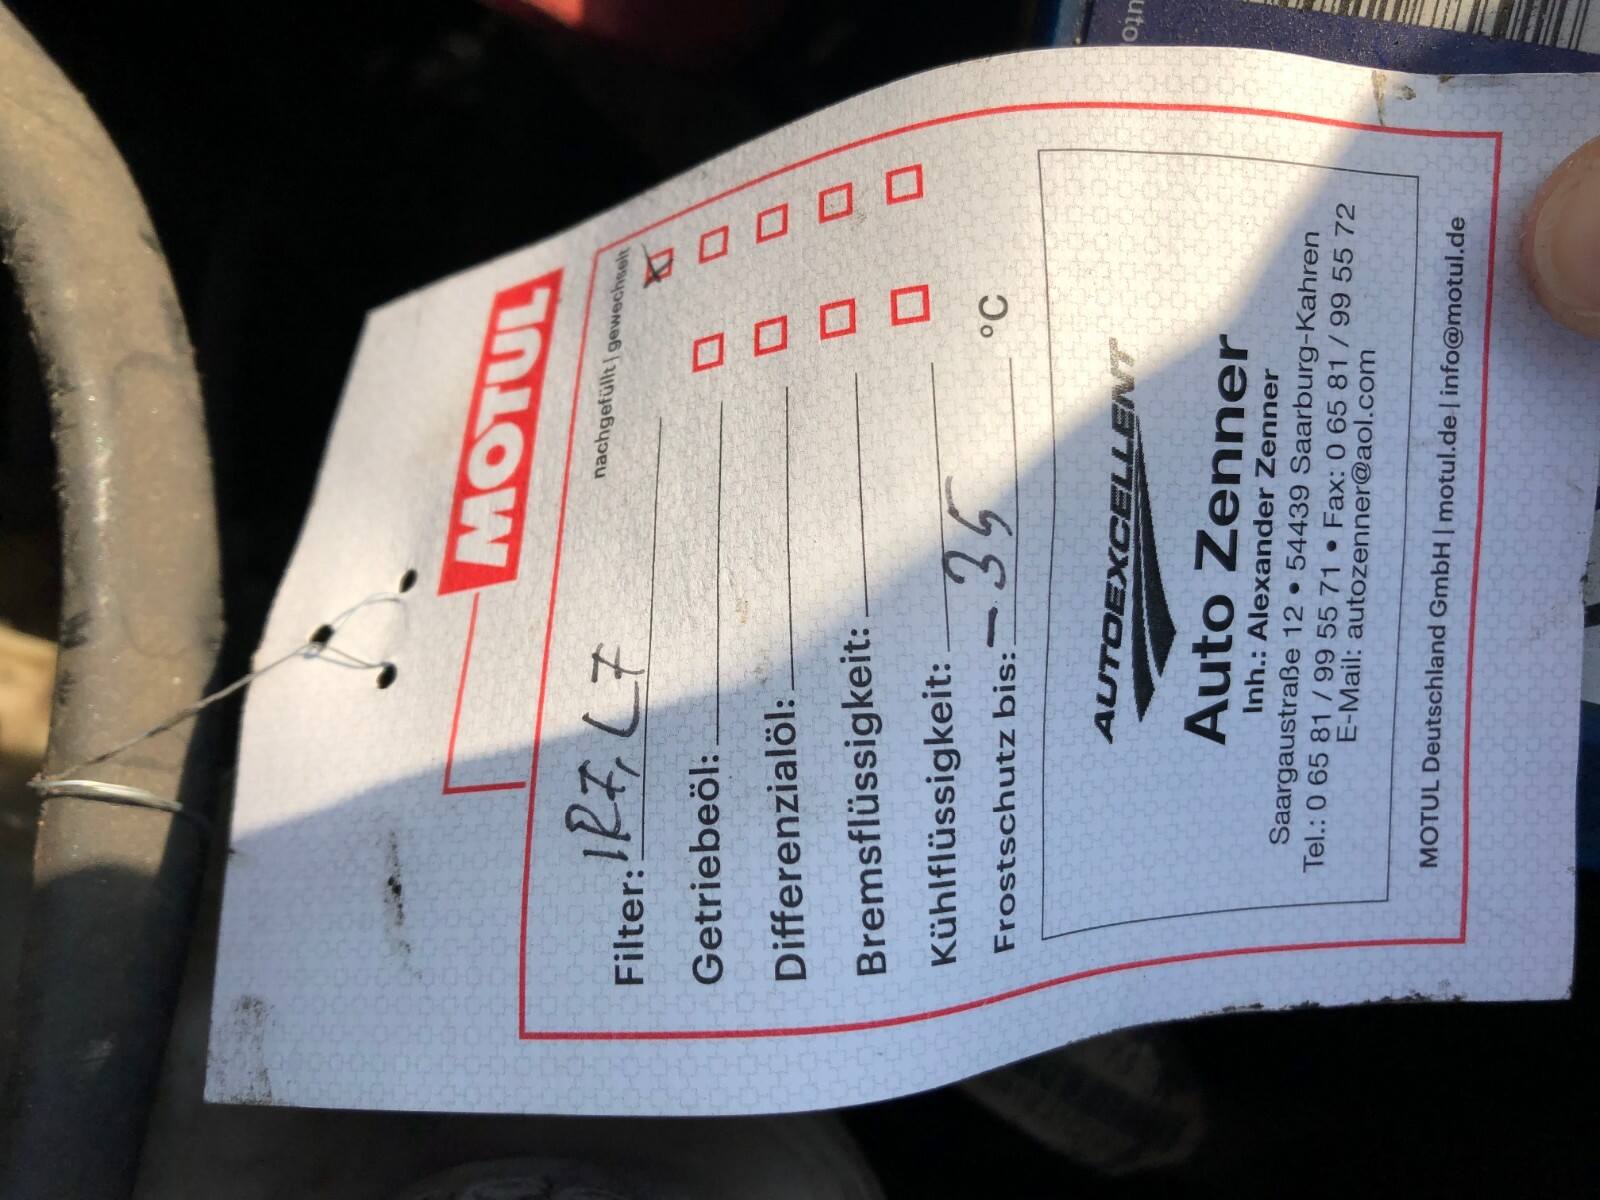 MOTUL
nachgefüllt | gewechselt
Filter: IRF, LF
Getriebeöl:
Differenzialöl:
Bremsflüssigkeit:
Kühlflüssigkeit:
Frostschutz bis: -35 °C
AUTOEXCELLENT
Auto Zenner
Inh.: Alexander Zenner
Saargaustraße 12 • 54439 Saarburg-Kahren
Tel.: 0 65 81 / 99 55 71 • Fax: 0 65 81 / 99 55 72
E-Mail: autozenner@aol.com
MOTUL Deutschland GmbH | motul.de | info@motul.de